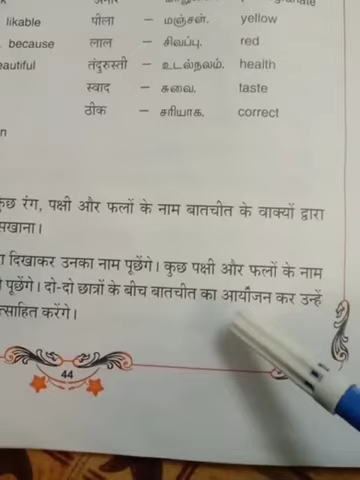 likable पीला – மஞ்சள். yellow
because लाल – சிவப்பு. red
तंदुरुस्ती – உடல்நலம். health
स्वाद – சுவை. taste
ठीक – சரியாக. correct
रंग, पक्षी और फलों के नाम बातचीत के वाक्यों द्वारा
दिखाकर उनका नाम पूछेंगे। कुछ पक्षी और फलों के नाम
पूछेंगे। दो-दो छात्रों के बीच बातचीत का आयोजन कर उन्हें
करेंगे।
44